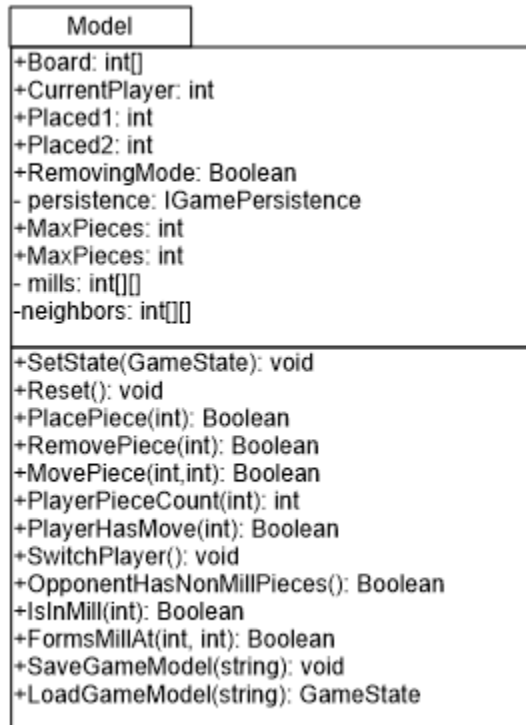 Model
+Board: int[]
+CurrentPlayer: int
+Placed1: int
+Placed2: int
+RemovingMode: Boolean
- persistence: IGamePersistence
+MaxPieces: int
+MaxPieces: int
- mills: int[][]
-neighbors: int[][]
+SetState(GameState): void
+Reset(): void
+PlacePiece(int): Boolean
+RemovePiece(int): Boolean
+MovePiece(int,int): Boolean
+PlayerPieceCount(int): int
+PlayerHasMove(int): Boolean
+SwitchPlayer(): void
+OpponentHasNonMillPieces(): Boolean
+IsInMill(int): Boolean
+FormsMillAt(int, int): Boolean
+SaveGameModel(string): void
+LoadGameModel(string): GameState